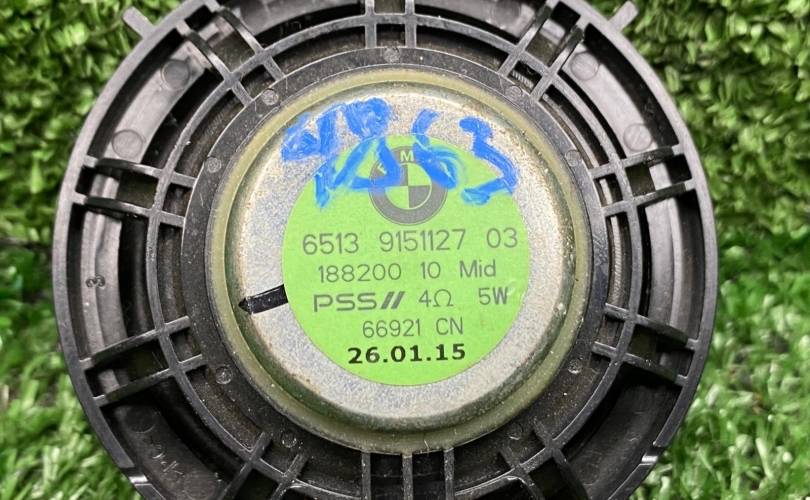 6513 9151127 03
188200 10 Mid
PSS// 4Ω 5W
66921 CN
26.01.15